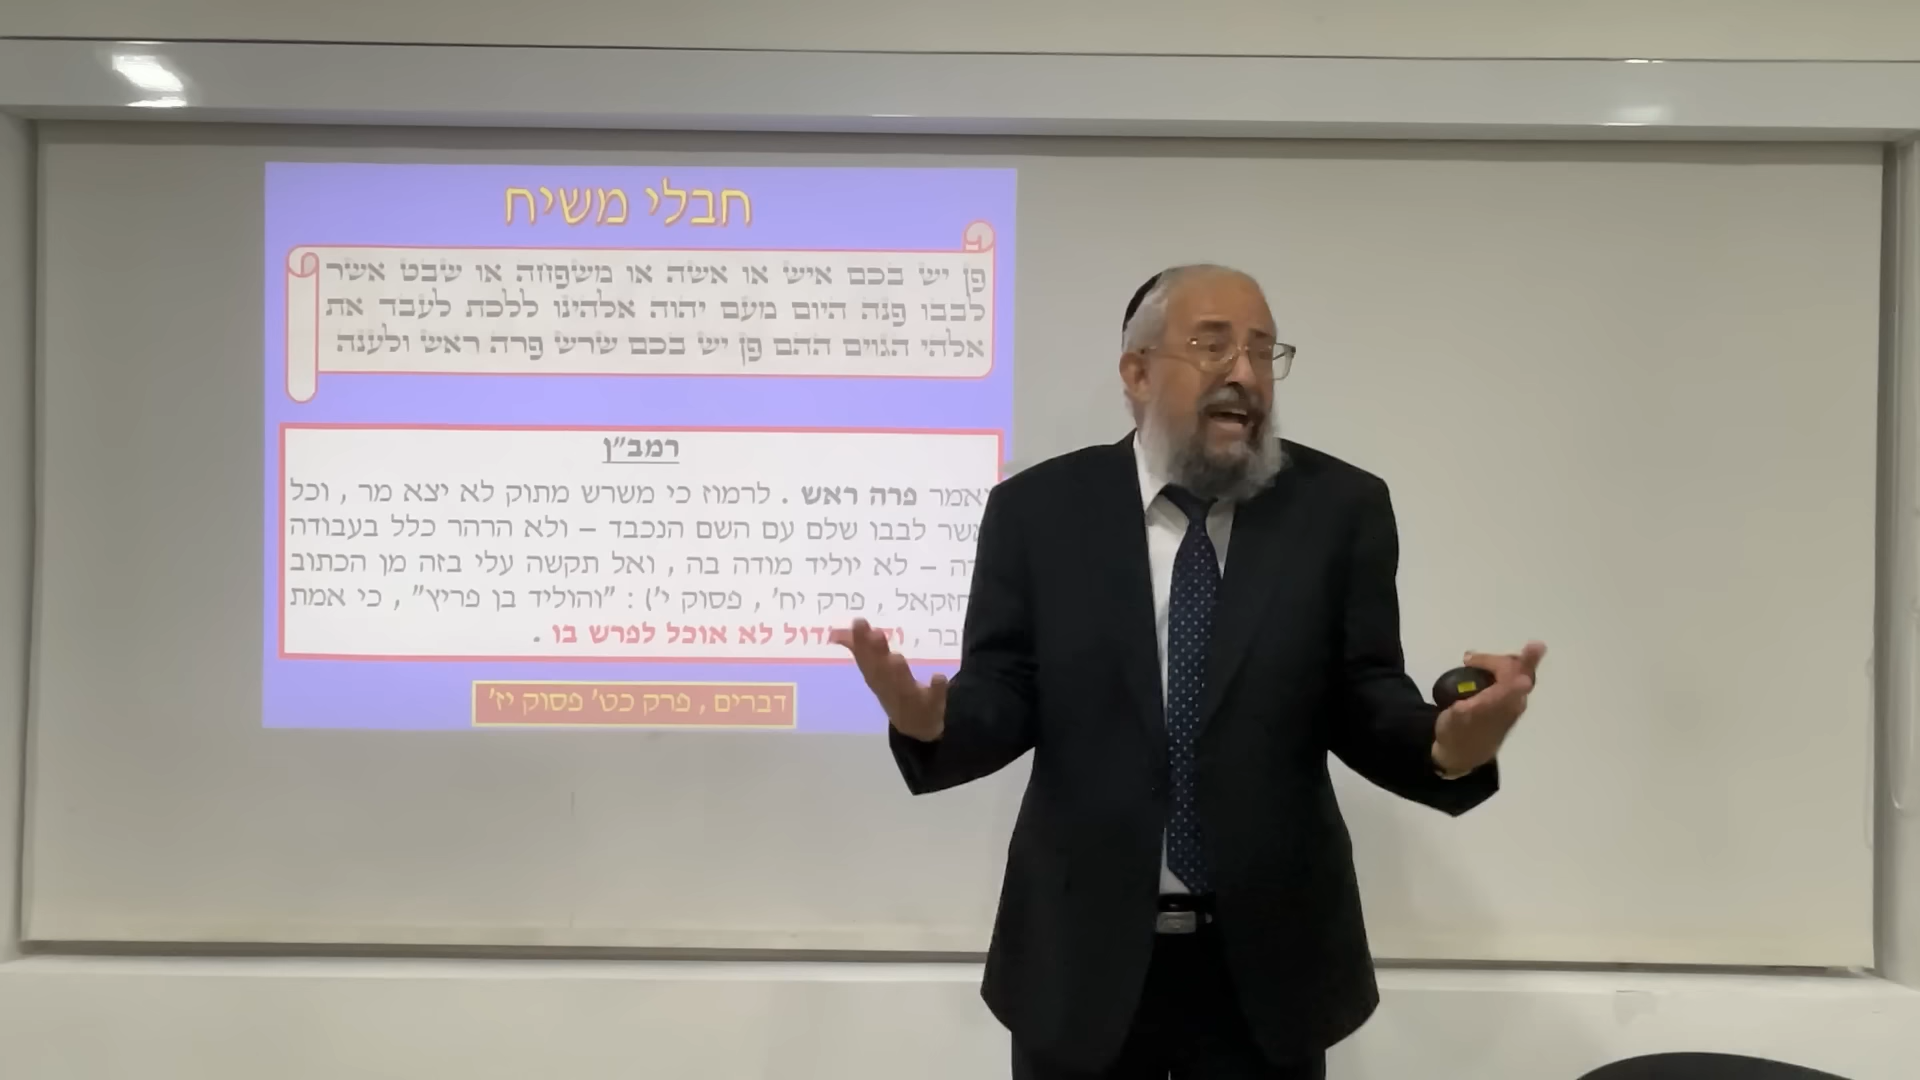 חבלי משיח
פן יש בכם איש או אשה או משפחה או שבט אשר
לבבו פנה היום מעם יהוה אלהינו ללכת לעבד את
אלהי הגוים ההם פן יש בכם שרש פרה ראש ולענה
רמב"ן
ואמר פרה ראש . לרמוז כי משרש מתוק לא יצא מר , וכל
אשר לבבו שלם עם השם הנכבד – ולא הרהר כלל בעבודה
זרה – לא יוליד מודה בה , ואל תקשה עלי בזה מן הכתוב
יחזקאל , פרק יח' , פסוק י') : "והוליד בן פריץ" , כי אמת
לא אוכל לפרש בו .
דברים , פרק כט' פסוק יז'